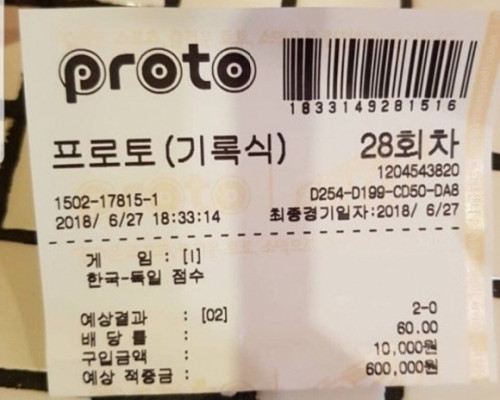 proto
1833149281516
프로토(기록식) 28회차
1204543820
1502-17815-1 D254-D199-CD50-DA8
2018/ 6/27 18:33:14 최종경기일자:2018/ 6/27
게 임 : [I]
한국-독일 점수
예상결과 : [02] 2-0
배 당 률 : 60.00
구입금액 : 10,000원
예상 적중금 : 600,000원